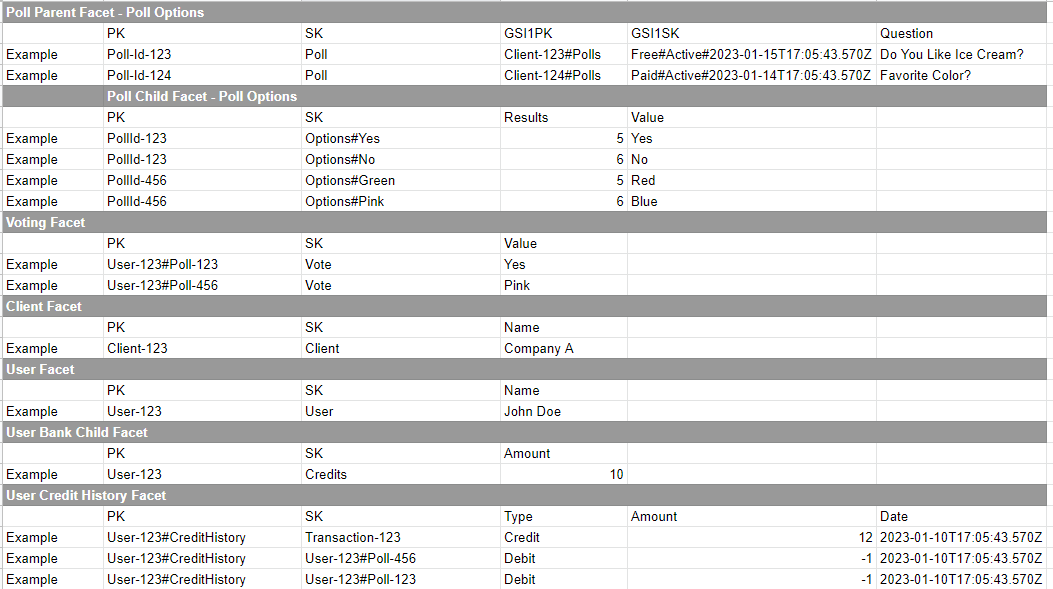 Poll Parent Facet - Poll Options
PK SK GSI1PK GSI1SK Question
Example Poll-Id-123 Poll Client-123#Polls Free#Active#2023-01-15T17:05:43.570Z Do You Like Ice Cream?
Example Poll-Id-124 Poll Client-124#Polls Paid#Active#2023-01-14T17:05:43.570Z Favorite Color?
Poll Child Facet - Poll Options
PK SK Results Value
Example PollId-123 Options#Yes 5 Yes
Example PollId-123 Options#No 6 No
Example PollId-456 Options#Green 5 Red
Example PollId-456 Options#Pink 6 Blue
Voting Facet
PK SK Value
Example User-123#Poll-123 Vote Yes
Example User-123#Poll-456 Vote Pink
Client Facet
PK SK Name
Example Client-123 Client Company A
User Facet
PK SK Name
Example User-123 User John Doe
User Bank Child Facet
PK SK Amount
Example User-123 Credits 10
User Credit History Facet
PK SK Type Amount Date
Example User-123#CreditHistory Transaction-123 Credit 12 2023-01-10T17:05:43.570Z
Example User-123#CreditHistory User-123#Poll-456 Debit -1 2023-01-10T17:05:43.570Z
Example User-123#CreditHistory User-123#Poll-123 Debit -1 2023-01-10T17:05:43.570Z